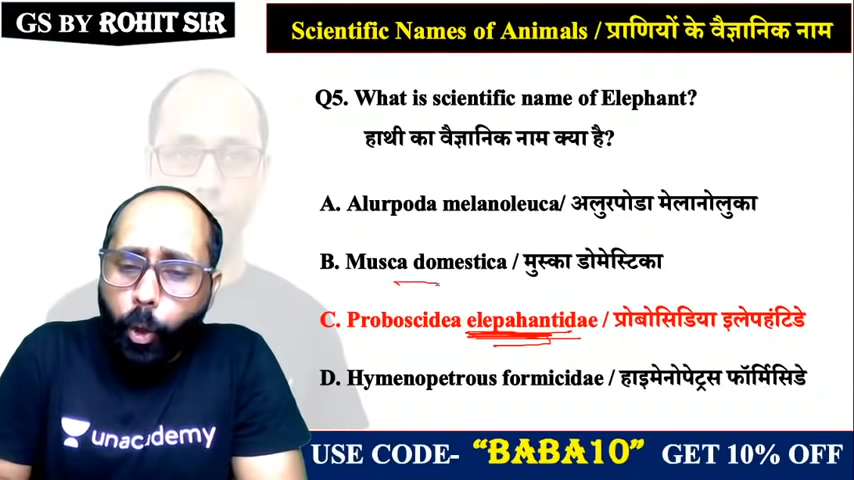 GS BY ROHIT SIR
Scientific Names of Animals / प्राणियों के वैज्ञानिक नाम
Q5. What is scientific name of Elephant?
हाथी का वैज्ञानिक नाम क्या है?
A. Alurpoda melanoleuca/ अलुरपोडा मेलानोलुका
B. Musca domestica / मुस्का डोमेस्टिका
C. Proboscidea elepahantidae / प्रोबोसिडिया इलेपहंटिडे
D. Hymenopetrous formicidae / हाइमेनोपेट्रस फॉर्मिसिडे
unacademy
USE CODE- “BABA10” GET 10% OFF